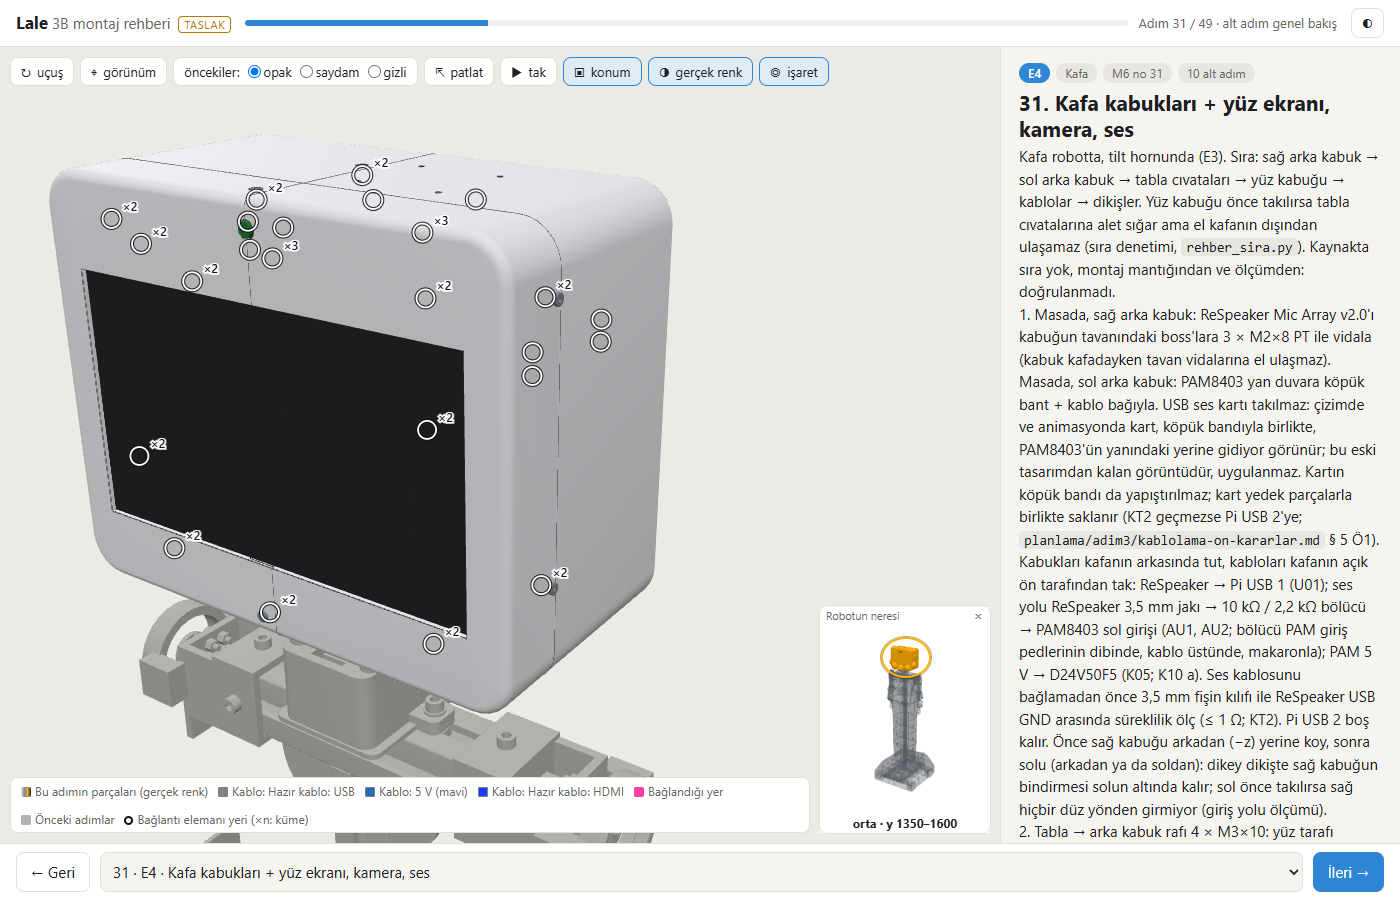 Lale 3B montaj rehberi TASLAK
Adım 31 / 49 · alt adım genel bakış
↻ uçuş
⌖ görünüm
öncekiler: opak saydam gizli
⇱ patlat
▶ tak
▣ konum
◑ gerçek renk
◎ işaret
×2
×2
×2
×2
×3
×3
×2
×2
×2
×2
×2
×2
×2
×2
×2
Robotun neresi ×
orta · y 1350–1600
Bu adımın parçaları (gerçek renk) Kablo: Hazır kablo: USB Kablo: 5 V (mavi) Kablo: Hazır kablo: HDMI Bağlandığı yer
Önceki adımlar Bağlantı elemanı yeri (×n: küme)
E4 Kafa M6 no 31 10 alt adım
31. Kafa kabukları + yüz ekranı,
kamera, ses
Kafa robotta, tilt hornunda (E3). Sıra: sağ arka kabuk →
sol arka kabuk → tabla cıvataları → yüz kabuğu →
kablolar → dikişler. Yüz kabuğu önce takılırsa tabla
cıvatalarına alet sığar ama el kafanın dışından
ulaşamaz (sıra denetimi, rehber_sira.py ). Kaynakta
sıra yok, montaj mantığından ve ölçümden:
doğrulanmadı.
1. Masada, sağ arka kabuk: ReSpeaker Mic Array v2.0'ı
kabuğun tavanındaki boss'lara 3 × M2×8 PT ile vidala
(kabuk kafadayken tavan vidalarına el ulaşmaz).
Masada, sol arka kabuk: PAM8403 yan duvara köpük
bant + kablo bağıyla. USB ses kartı takılmaz: çizimde
ve animasyonda kart, köpük bandıyla birlikte,
PAM8403'ün yanındaki yerine gidiyor görünür; bu eski
tasarımdan kalan görüntüdür, uygulanmaz. Kartın
köpük bandı da yapıştırılmaz; kart yedek parçalarla
birlikte saklanır (KT2 geçmezse Pi USB 2'ye;
planlama/adim3/kablolama-on-kararlar.md § 5 Ö1).
Kabukları kafanın arkasında tut, kabloları kafanın açık
ön tarafından tak: ReSpeaker → Pi USB 1 (U01); ses
yolu ReSpeaker 3,5 mm jakı → 10 kΩ / 2,2 kΩ bölücü
→ PAM8403 sol girişi (AU1, AU2; bölücü PAM giriş
pedlerinin dibinde, kablo üstünde, makaronla); PAM 5
V → D24V50F5 (K05; K10 a). Ses kablosunu
bağlamadan önce 3,5 mm fişin kılıfı ile ReSpeaker USB
GND arasında süreklilik ölç (≤ 1 Ω; KT2). Pi USB 2 boş
kalır. Önce sağ kabuğu arkadan (−z) yerine koy, sonra
solu (arkadan ya da soldan): dikey dikişte sağ kabuğun
bindirmesi solun altında kalır; sol önce takılırsa sağ
hiçbir düz yönden girmiyor (giriş yolu ölçümü).
2. Tabla → arka kabuk rafı 4 × M3×10: yüz tarafı
← Geri
31 · E4 · Kafa kabukları + yüz ekranı, kamera, ses
İleri →